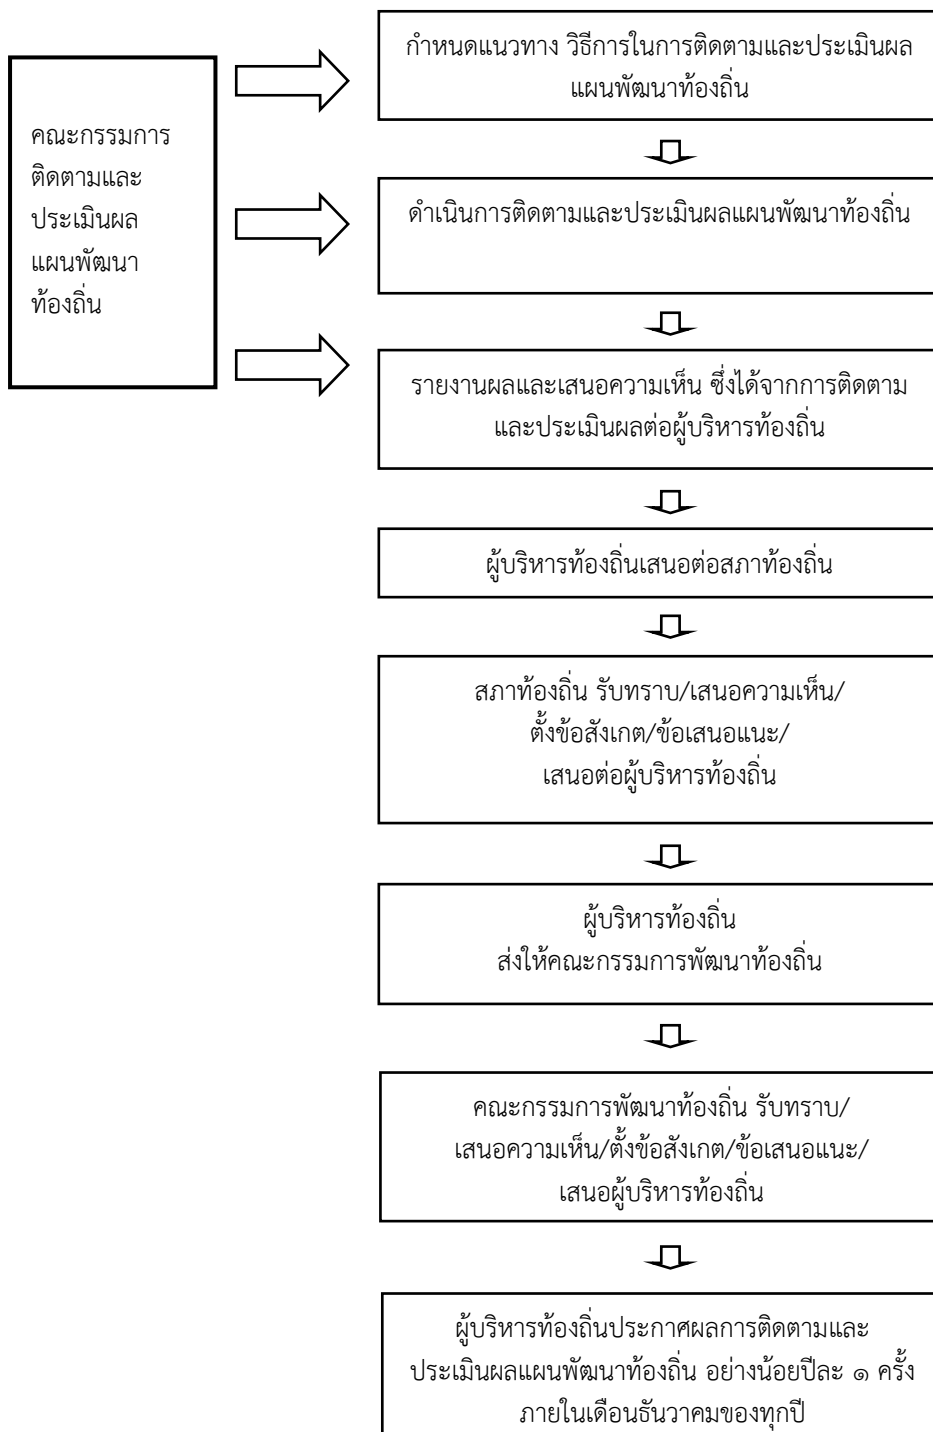 คณะกรรมการ
ติดตามและ
ประเมินผล
แผนพัฒนา
ท้องถิ่น
กำหนดแนวทาง วิธีการในการติดตามและประเมินผล
แผนพัฒนาท้องถิ่น
ดำเนินการติดตามและประเมินผลแผนพัฒนาท้องถิ่น
รายงานผลและเสนอความเห็น ซึ่งได้จากการติดตาม
และประเมินผลต่อผู้บริหารท้องถิ่น
ผู้บริหารท้องถิ่นเสนอต่อสภาท้องถิ่น
สภาท้องถิ่น รับทราบ/เสนอความเห็น/
ตั้งข้อสังเกต/ข้อเสนอแนะ/
เสนอต่อผู้บริหารท้องถิ่น
ผู้บริหารท้องถิ่น
ส่งให้คณะกรรมการพัฒนาท้องถิ่น
คณะกรรมการพัฒนาท้องถิ่น รับทราบ/
เสนอความเห็น/ตั้งข้อสังเกต/ข้อเสนอแนะ/
เสนอผู้บริหารท้องถิ่น
ผู้บริหารท้องถิ่นประกาศผลการติดตามและ
ประเมินผลแผนพัฒนาท้องถิ่น อย่างน้อยปีละ ๑ ครั้ง
ภายในเดือนธันวาคมของทุกปี